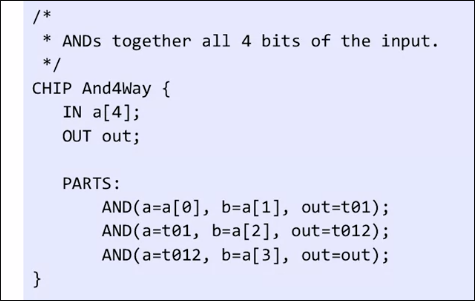 /*
 * ANDs together all 4 bits of the input.
 */
CHIP And4Way {
   IN a[4];
   OUT out;

   PARTS:
      AND(a=a[0], b=a[1], out=t01);
      AND(a=t01, b=a[2], out=t012);
      AND(a=t012, b=a[3], out=out);
}